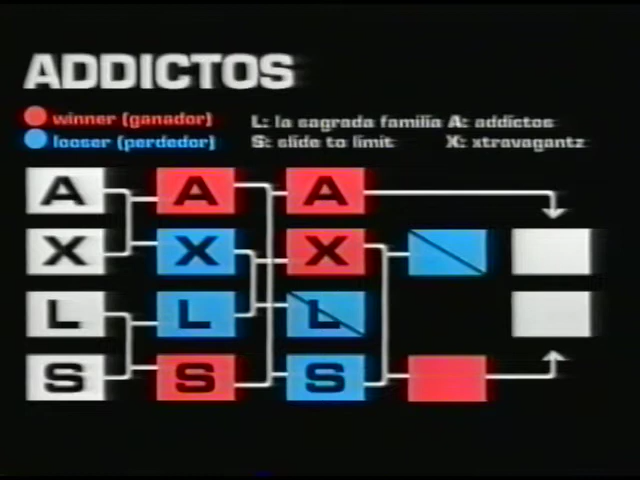 ADDICTOS
winner (ganador)
looser (perdedor)
L: la sagrada familia A: addictos
S: slide to limit X: xtravagantz
A A A
X X X
L L L
S S S